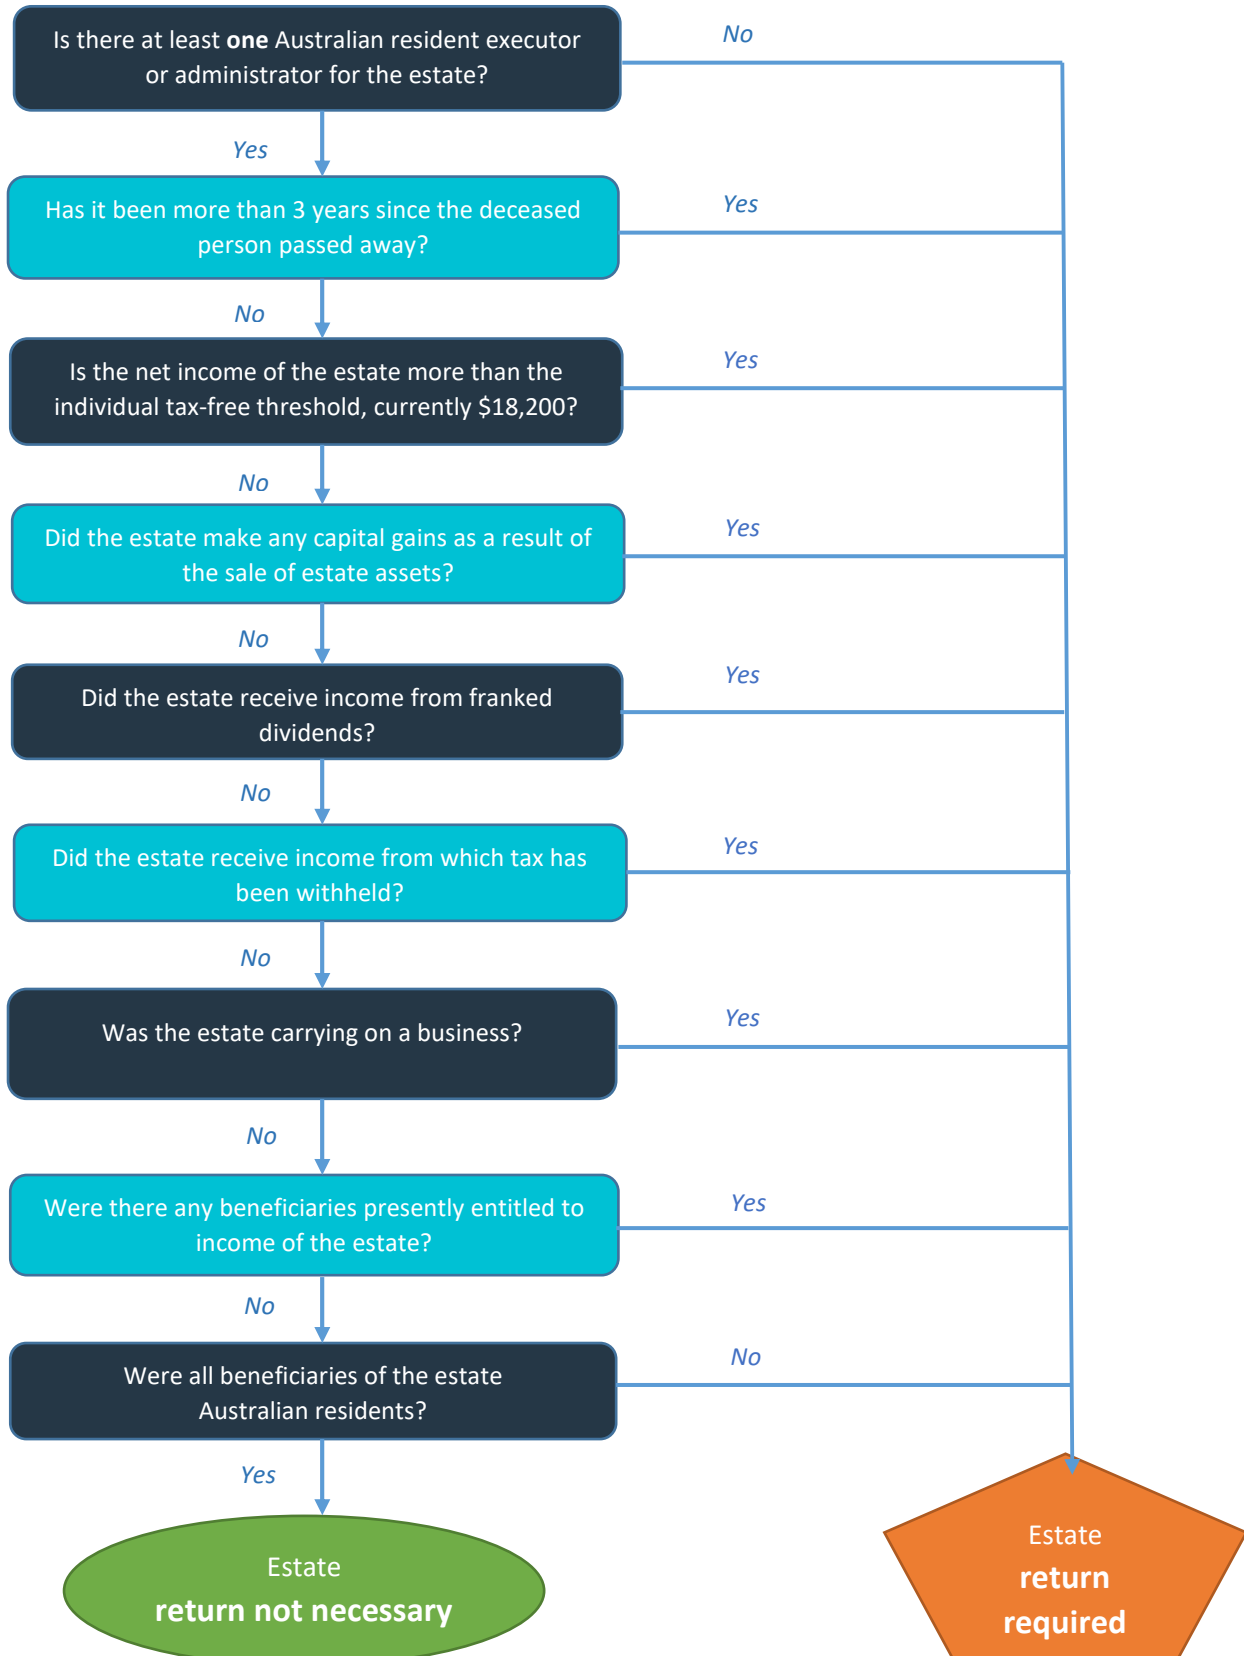 Is there at least one Australian resident executor
or administrator for the estate?
No
Yes
Has it been more than 3 years since the deceased
person passed away?
Yes
No
Is the net income of the estate more than the
individual tax-free threshold, currently $18,200?
Yes
No
Did the estate make any capital gains as a result of
the sale of estate assets?
Yes
No
Did the estate receive income from franked
dividends?
Yes
No
Did the estate receive income from which tax has
been withheld?
Yes
No
Was the estate carrying on a business?
Yes
No
Were there any beneficiaries presently entitled to
income of the estate?
Yes
No
Were all beneficiaries of the estate
Australian residents?
No
Yes
Estate
return not necessary
Estate
return
required